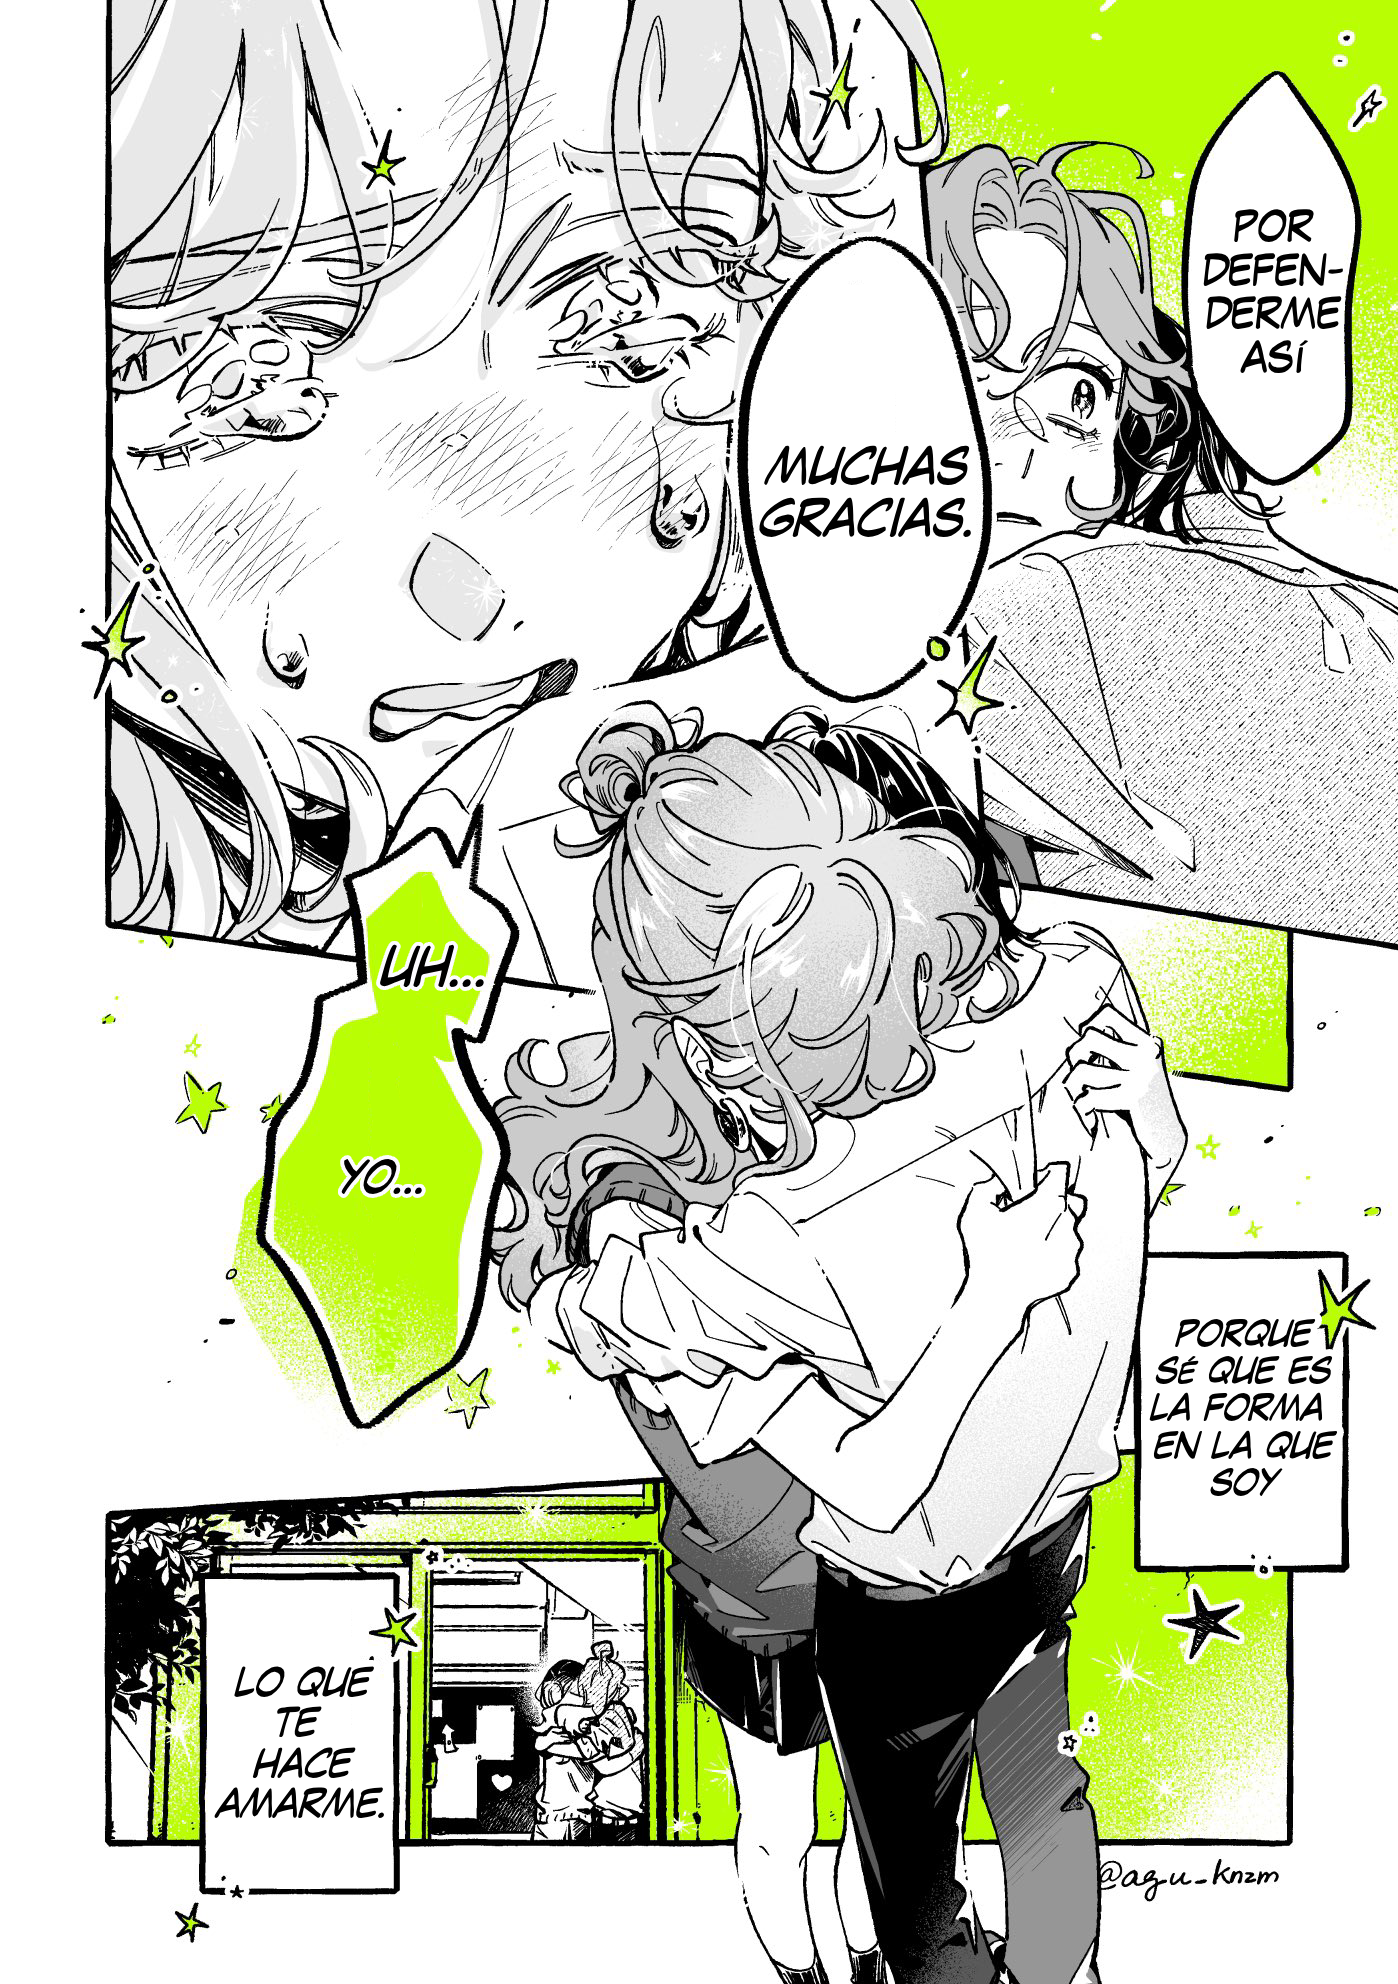 POR
DEFEN-
DERME
ASÍ
MUCHAS
GRACIAS.
UH...
YO...
PORQUE
SÉ QUE ES
LA FORMA
EN LA QUE
SOY
LO QUE
TE
HACE
AMARME.
@agu_knzm